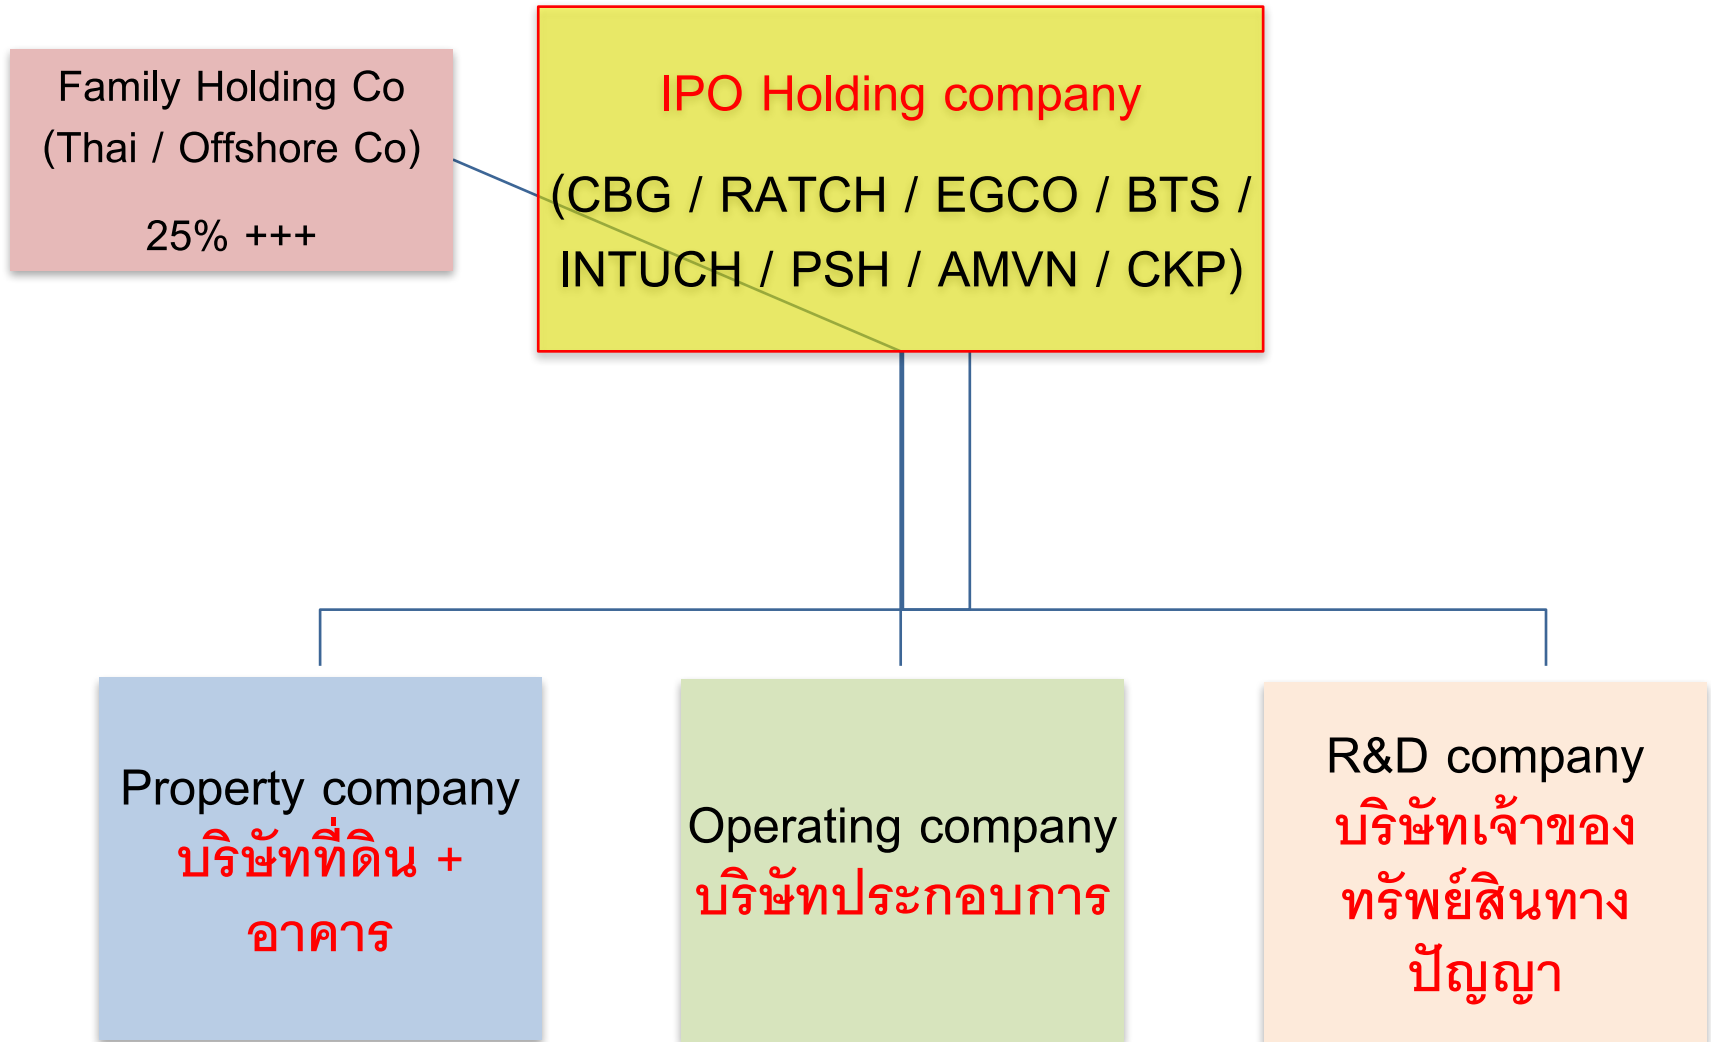 Family Holding Co
(Thai / Offshore Co)
25% +++
IPO Holding company
(CBG / RATCH / EGCO / BTS /
INTUCH / PSH / AMVN / CKP)
Property company
บริษัทที่ดิน +
อาคาร
Operating company
บริษัทประกอบการ
R&D company
บริษัทเจ้าของ
ทรัพย์สินทาง
ปัญญา